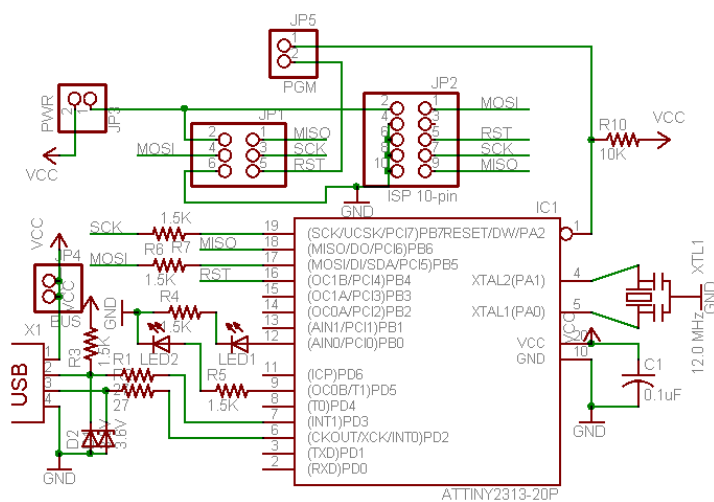 JP5
1
2
PGM
PWR
2 1
JP3
VCC
JP1
2 1 MISO
MOSI 4 3 SCK
6 5 RST
JP2
2 1 MOSI
4 3
6 5 RST
8 7 SCK
10 9 MISO
ISP 10-pin
GND
R10
10K
VCC
IC1
VCC
JP4
VCC
BUS
SCK 1.5K
R6 R7 MISO
MOSI 1.5K
RST
R4
1.5K
GND
LED2 LED1
R5
1.5K
19 (SCK/UCSK/PCI7)PB7 RESET/DW/PA2 1
18 (MISO/DO/PCI6)PB6
17 (MOSI/DI/SDA/PCI5)PB5
16 (OC1B/PCI4)PB4 XTAL2(PA1) 4
15 (OC1A/PCI3)PB3
14 (OC0A/PCI2)PB2 XTAL1(PA0) 5
13 (AIN1/PCI1)PB1
12 (AIN0/PCI0)PB0 VCC 20
GND 10
11 (ICP)PD6
9 (OC0B/T1)PD5
8 (T0)PD4
7 (INT1)PD3
6 (CKOUT/XCK/INT0)PD2
3 (TXD)PD1
2 (RXD)PD0
ATTINY2313-20P
XTL1
12.0 MHz
GND
VCC
C1
0.1uF
GND
X1
USB
1
2
3
4
R3
1.5K
R1
27
D2
3.6V
GND